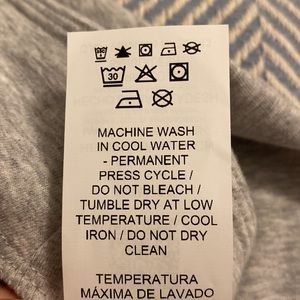 30
MACHINE WASH
IN COOL WATER
- PERMANENT
PRESS CYCLE /
DO NOT BLEACH /
TUMBLE DRY AT LOW
TEMPERATURE / COOL
IRON / DO NOT DRY
CLEAN
TEMPERATURA
MÁXIMA DE LAVADO